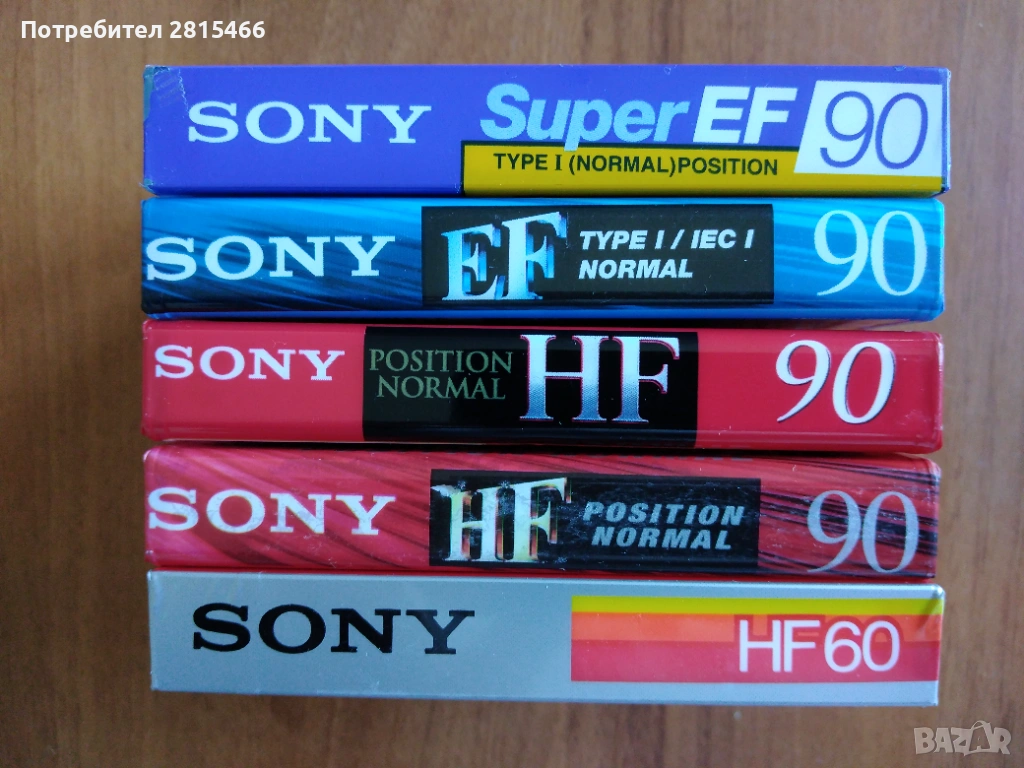 Потребител 2815466
SONY Super EF 90
TYPE I (NORMAL) POSITION
SONY EF TYPE I / IEC I 90
NORMAL
SONY POSITION HF 90
NORMAL
SONY HF POSITION 90
NORMAL
SONY HF60
BAZAR